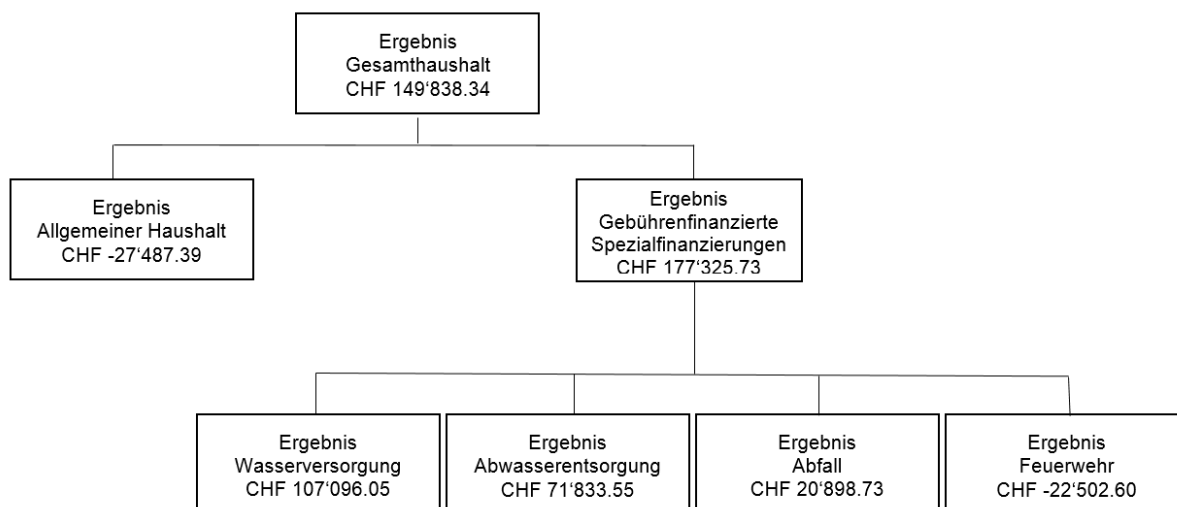 Ergebnis
Gesamthaushalt
CHF 149‘838.34
Ergebnis
Allgemeiner Haushalt
CHF -27‘487.39
Ergebnis
Gebührenfinanzierte
Spezialfinanzierungen
CHF 177‘325.73
Ergebnis
Wasserversorgung
CHF 107‘096.05
Ergebnis
Abwasserentsorgung
CHF 71‘833.55
Ergebnis
Abfall
CHF 20‘898.73
Ergebnis
Feuerwehr
CHF -22‘502.60